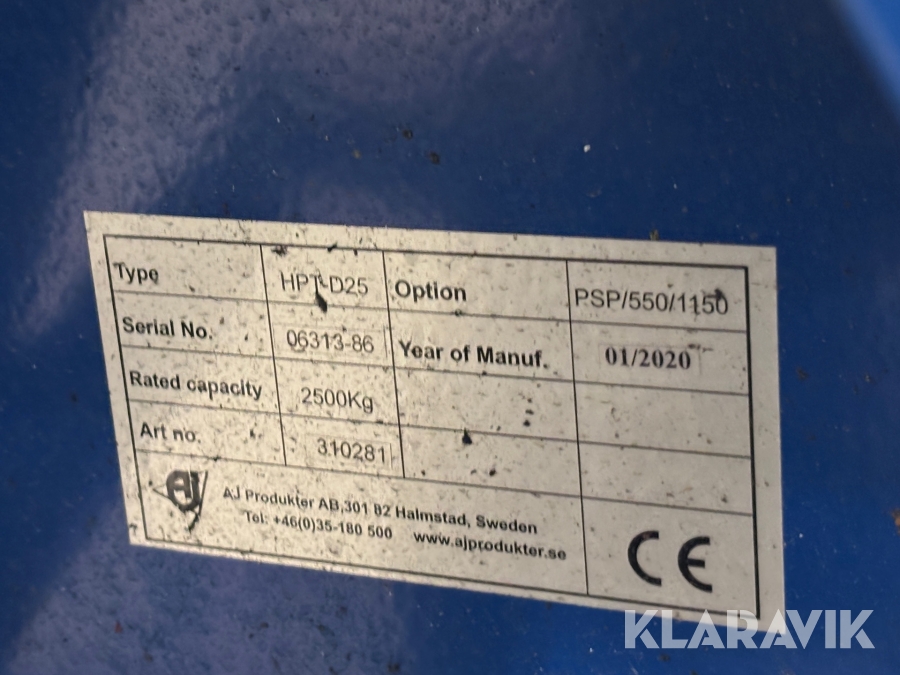 Type HPT-D25 Option PSP/550/1150
Serial No. 06313-86 Year of Manuf. 01/2020
Rated capacity 2500Kg
Art no. 310281
AJ AJ Produkter AB,301 82 Halmstad, Sweden
Tel: +46(0)35-180 500 www.ajprodukter.se
CE
KLARAVIK